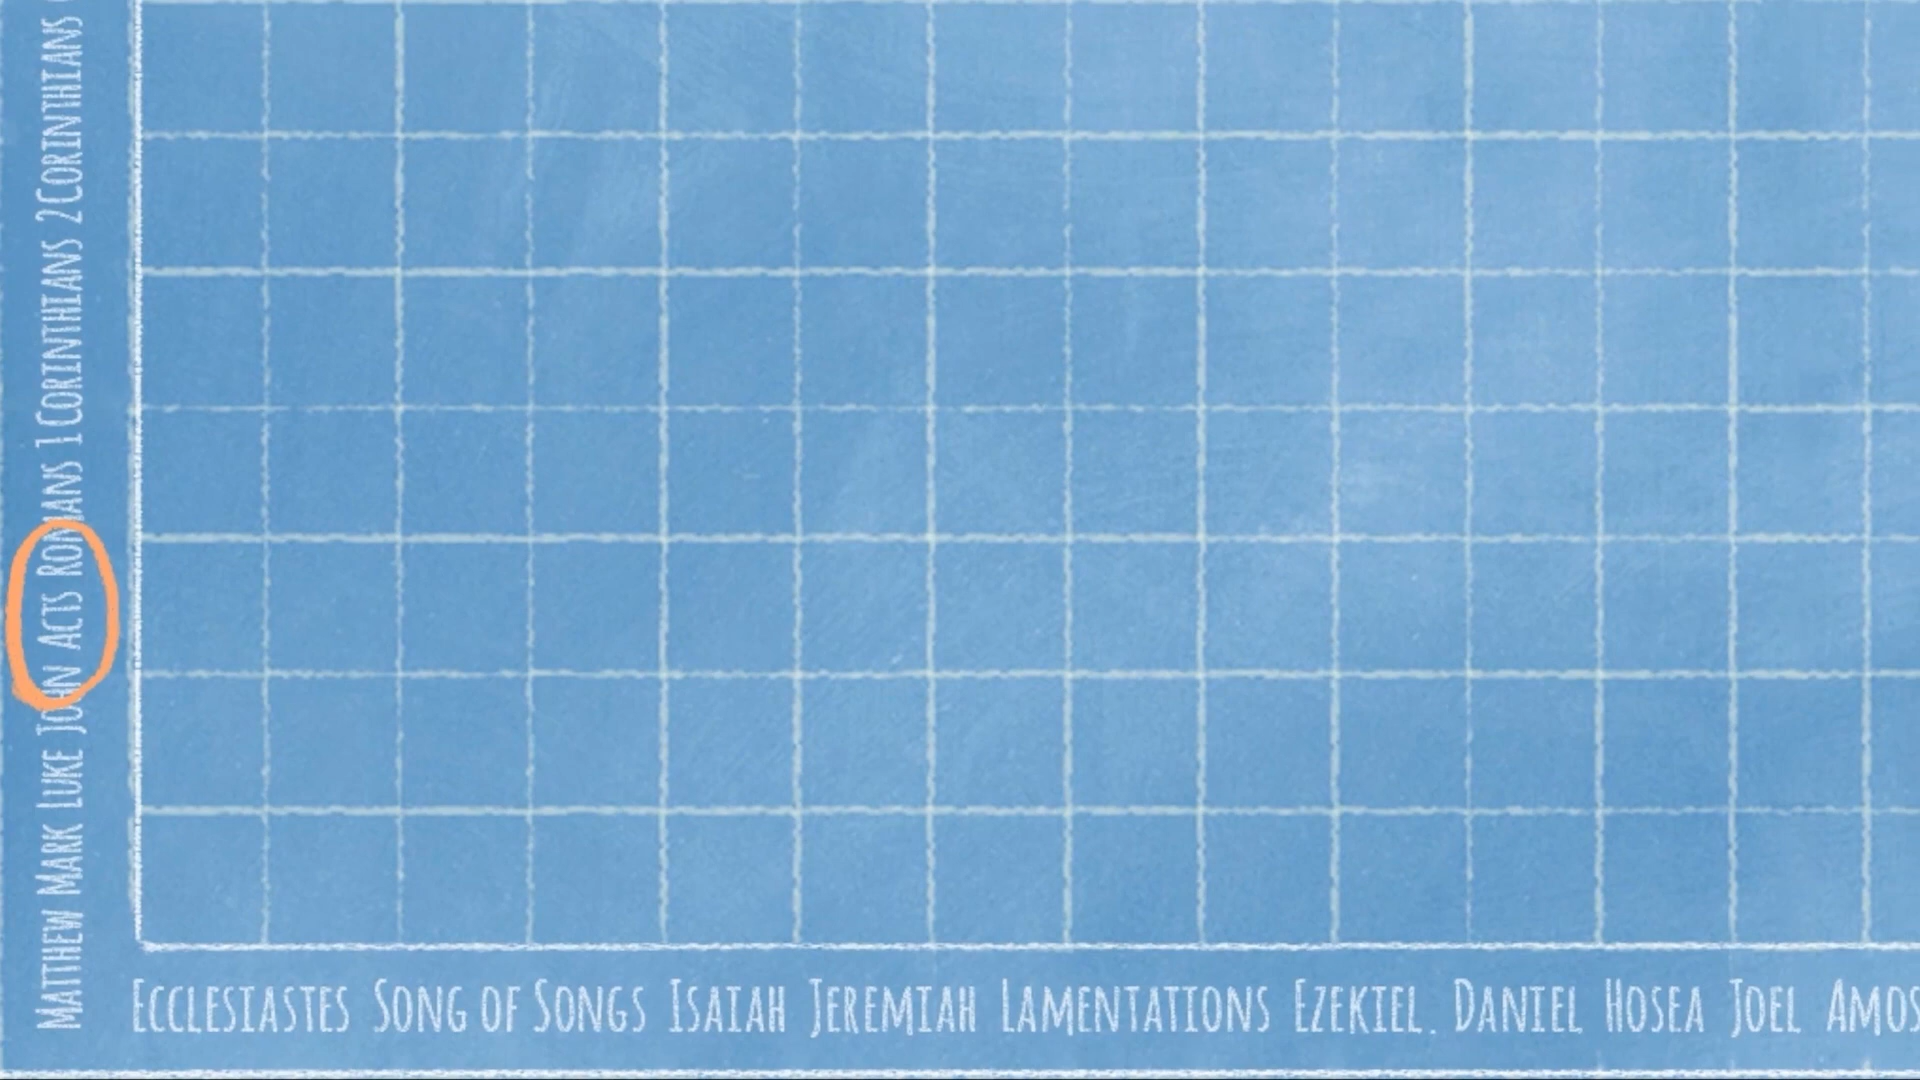 Matthew Mark Luke John Acts Romans 1Corinthians 2Corinthians
Ecclesiastes Song of Songs Isaiah Jeremiah Lamentations Ezekiel. Daniel Hosea Joel Amos